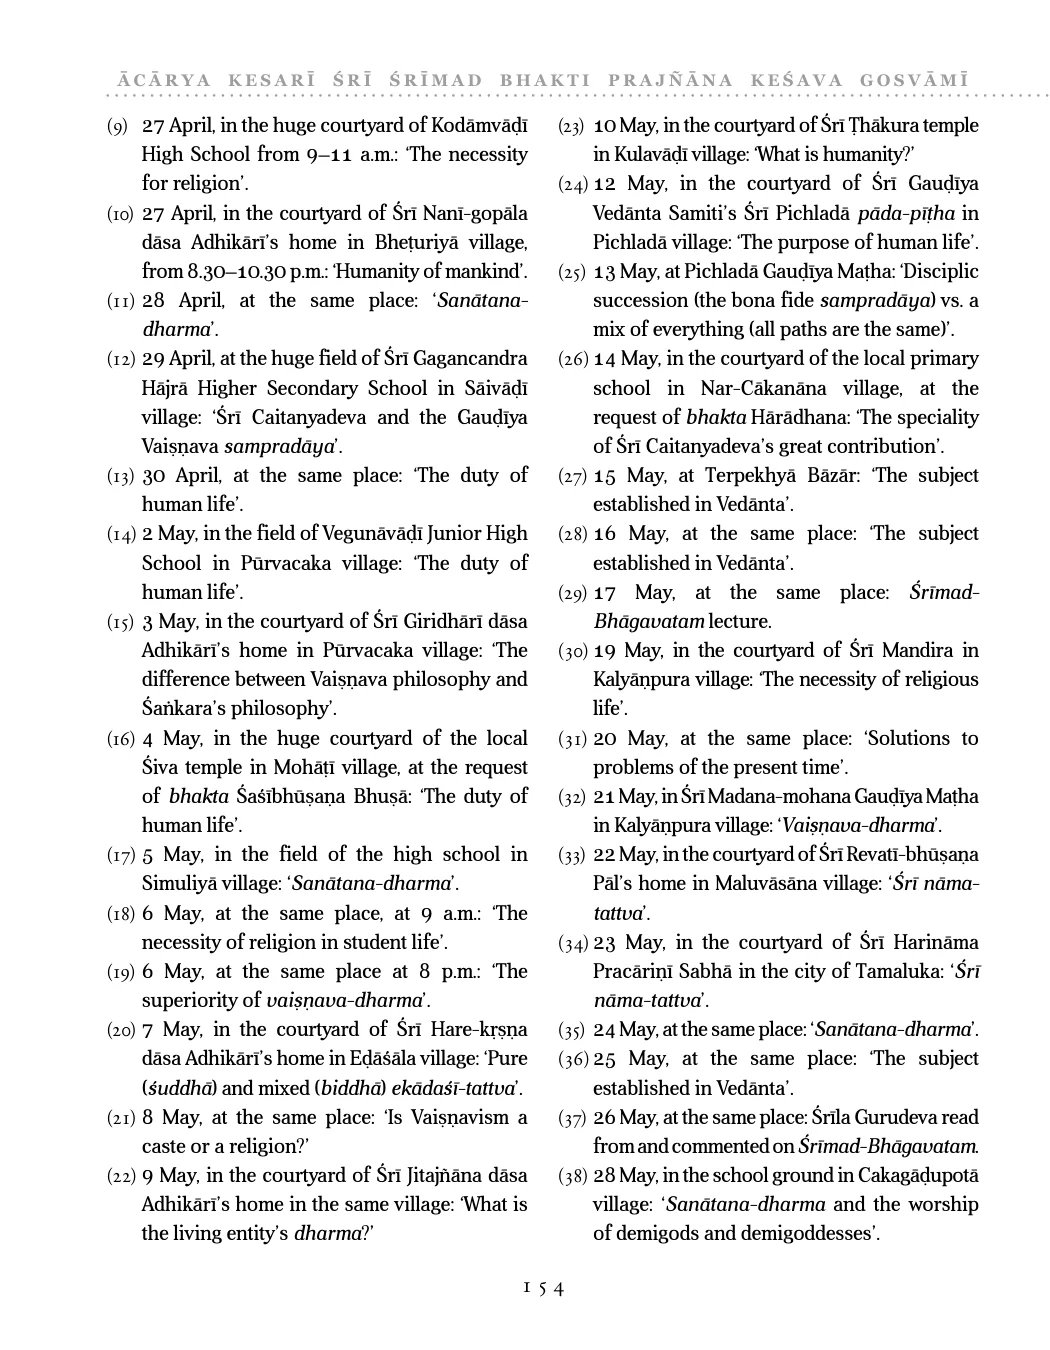 ĀCĀRYA KESARĪ ŚRĪ ŚRĪMAD BHAKTI PRAJÑĀNA KEŚAVA GOSVĀMĪ
(9) 27 April, in the huge courtyard of Kodāmvāḍī
High School from 9–11 a.m.: ‘The necessity
for religion’.
(10) 27 April, in the courtyard of Śrī Nanī-gopāla
dāsa Adhikārī’s home in Bheṭuriyā village,
from 8.30–10.30 p.m.: ‘Humanity of mankind’.
(11) 28 April, at the same place: ‘Sanātana-
dharma’.
(12) 29 April, at the huge field of Śrī Gagancandra
Hājrā Higher Secondary School in Sāivāḍī
village: ‘Śrī Caitanyadeva and the Gauḍīya
Vaiṣṇava sampradāya’.
(13) 30 April, at the same place: ‘The duty of
human life’.
(14) 2 May, in the field of Vegunāvāḍī Junior High
School in Pūrvacaka village: ‘The duty of
human life’.
(15) 3 May, in the courtyard of Śrī Giridhārī dāsa
Adhikārī’s home in Pūrvacaka village: ‘The
difference between Vaiṣṇava philosophy and
Śaṅkara’s philosophy’.
(16) 4 May, in the huge courtyard of the local
Śiva temple in Mohāṭī village, at the request
of bhakta Śaśībhūṣaṇa Bhuṣā: ‘The duty of
human life’.
(17) 5 May, in the field of the high school in
Simuliyā village: ‘Sanātana-dharma’.
(18) 6 May, at the same place, at 9 a.m.: ‘The
necessity of religion in student life’.
(19) 6 May, at the same place at 8 p.m.: ‘The
superiority of vaiṣṇava-dharma’.
(20) 7 May, in the courtyard of Śrī Hare-kṛṣṇa
dāsa Adhikārī’s home in Eḍāśāla village: ‘Pure
(śuddhā) and mixed (biddhā) ekādaśī-tattva’.
(21) 8 May, at the same place: ‘Is Vaiṣṇavism a
caste or a religion?’
(22) 9 May, in the courtyard of Śrī Jitajñāna dāsa
Adhikārī’s home in the same village: ‘What is
the living entity’s dharma?’
(23) 10 May, in the courtyard of Śrī Ṭhākura temple
in Kulavāḍī village: ‘What is humanity?’
(24) 12 May, in the courtyard of Śrī Gauḍīya
Vedānta Samiti’s Śrī Pichladā pāda-pīṭha in
Pichladā village: ‘The purpose of human life’.
(25) 13 May, at Pichladā Gauḍīya Maṭha: ‘Disciplic
succession (the bona fide sampradāya) vs. a
mix of everything (all paths are the same)’.
(26) 14 May, in the courtyard of the local primary
school in Nar-Cākanāna village, at the
request of bhakta Hārādhana: ‘The speciality
of Śrī Caitanyadeva’s great contribution’.
(27) 15 May, at Terpekhyā Bāzār: ‘The subject
established in Vedānta’.
(28) 16 May, at the same place: ‘The subject
established in Vedānta’.
(29) 17 May, at the same place: Śrīmad-
Bhāgavatam lecture.
(30) 19 May, in the courtyard of Śrī Mandira in
Kalyāṇpura village: ‘The necessity of religious
life’.
(31) 20 May, at the same place: ‘Solutions to
problems of the present time’.
(32) 21 May, in Śrī Madana-mohana Gauḍīya Maṭha
in Kalyāṇpura village: ‘Vaiṣṇava-dharma’.
(33) 22 May, in the courtyard of Śrī Revatī-bhūṣaṇa
Pāl’s home in Maluvāsāna village: ‘Śrī nāma-
tattva’.
(34) 23 May, in the courtyard of Śrī Harināma
Pracāriṇī Sabhā in the city of Tamaluka: ‘Śrī
nāma-tattva’.
(35) 24 May, at the same place: ‘Sanātana-dharma’.
(36) 25 May, at the same place: ‘The subject
established in Vedānta’.
(37) 26 May, at the same place: Śrīla Gurudeva read
from and commented on Śrīmad-Bhāgavatam.
(38) 28 May, in the school ground in Cakagāḍupotā
village: ‘Sanātana-dharma and the worship
of demigods and demigoddesses’.
154